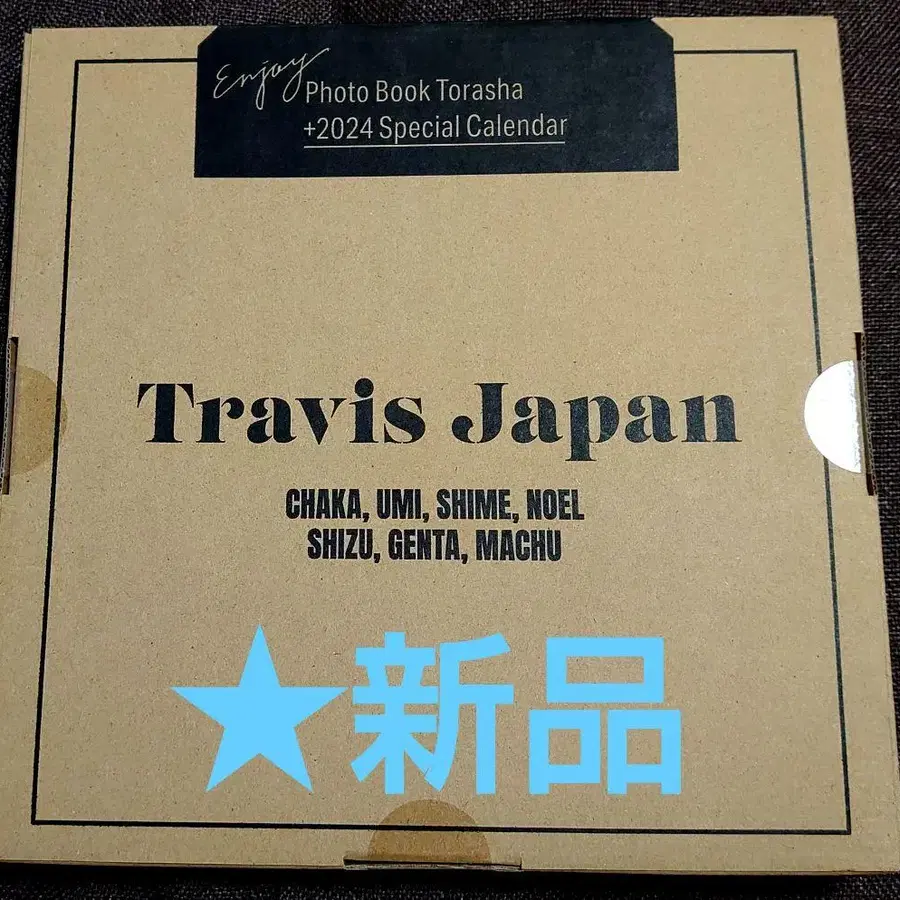 Enjoy
Photo Book Torasha
+2024 Special Calendar
Travis Japan
CHAKA, UMI, SHIME, NOEL
SHIZU, GENTA, MACHU
★新品